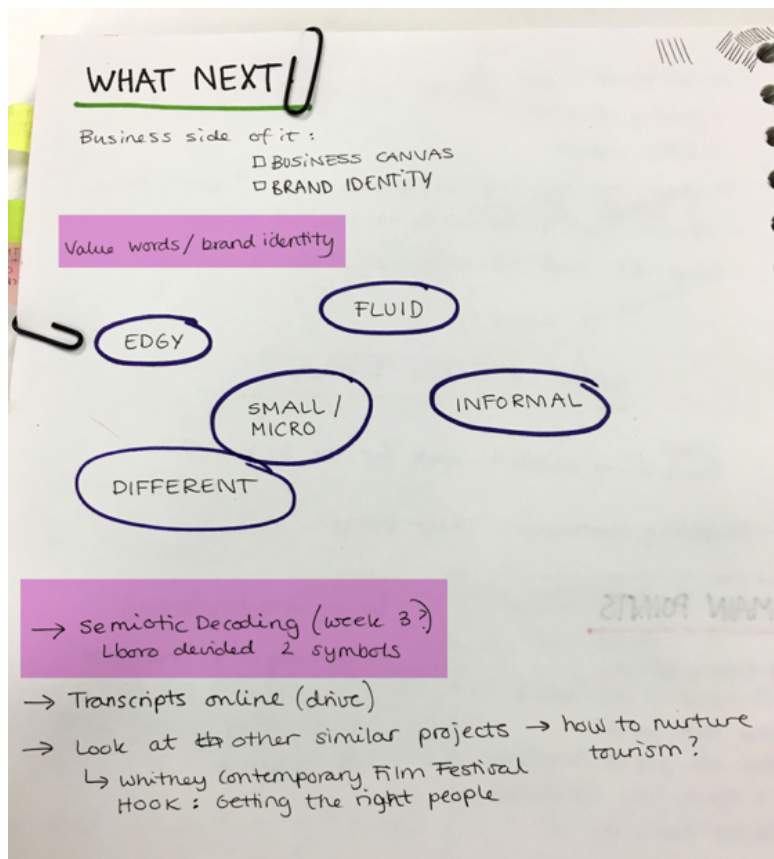 WHAT NEXT:
Business side of it :
BUSINESS CANVAS
BRAND IDENTITY
Value words / brand identity
FLUID
EDGY
SMALL /
MICRO
INFORMAL
DIFFERENT
→ Semiotic Decoding (week 3?)
Lboro devided 2 symbols
MAIN POINTS
→ Transcripts online (drive)
→ Look at other similar projects → how to nurture
tourism?
↳ Whitney Contemporary Film Festival
HOOK : Getting the right people